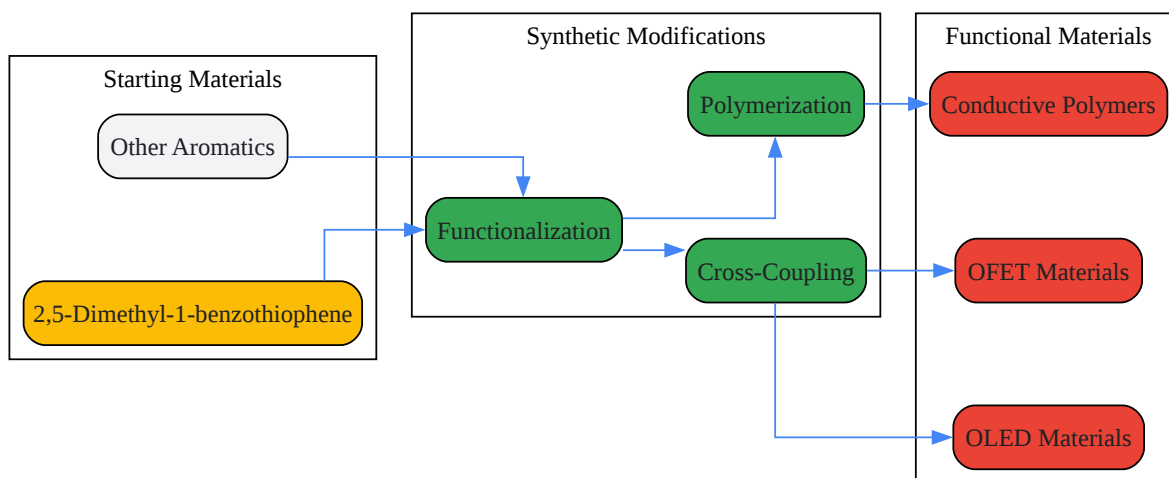 Starting Materials
Other Aromatics
2,5-Dimethyl-1-benzothiophene
Synthetic Modifications
Polymerization
Functionalization
Cross-Coupling
Functional Materials
Conductive Polymers
OFET Materials
OLED Materials